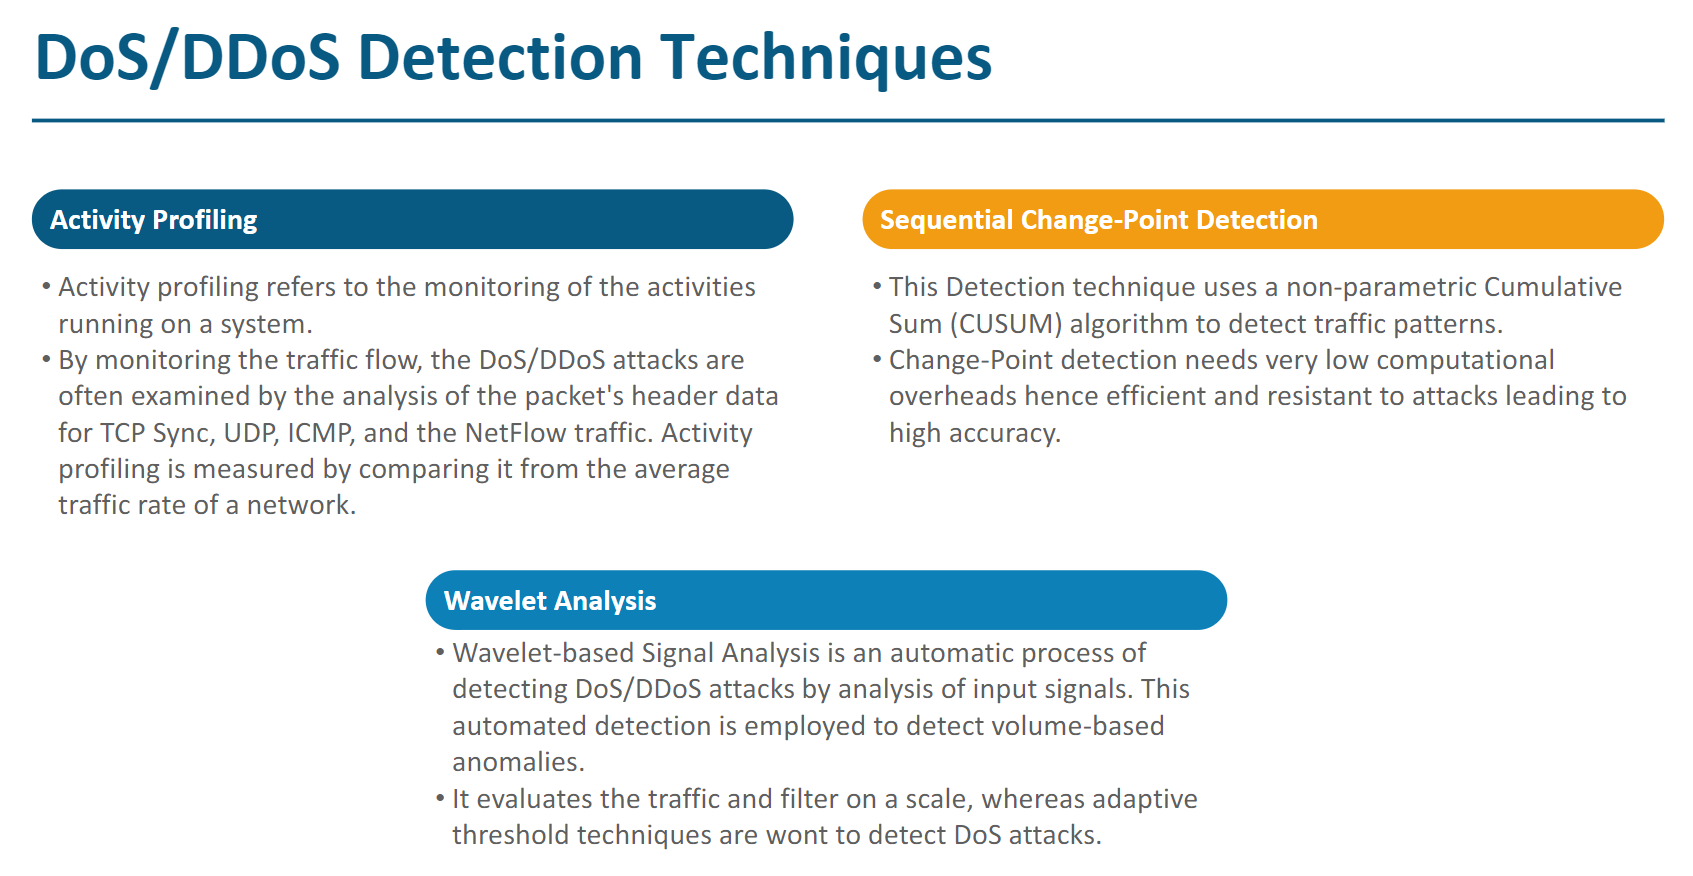 DoS/DDoS Detection Techniques
Activity Profiling
• Activity profiling refers to the monitoring of the activities
running on a system.
• By monitoring the traffic flow, the DoS/DDoS attacks are
often examined by the analysis of the packet's header data
for TCP Sync, UDP, ICMP, and the NetFlow traffic. Activity
profiling is measured by comparing it from the average
traffic rate of a network.
Sequential Change-Point Detection
• This Detection technique uses a non-parametric Cumulative
Sum (CUSUM) algorithm to detect traffic patterns.
• Change-Point detection needs very low computational
overheads hence efficient and resistant to attacks leading to
high accuracy.
Wavelet Analysis
• Wavelet-based Signal Analysis is an automatic process of
detecting DoS/DDoS attacks by analysis of input signals. This
automated detection is employed to detect volume-based
anomalies.
• It evaluates the traffic and filter on a scale, whereas adaptive
threshold techniques are wont to detect DoS attacks.